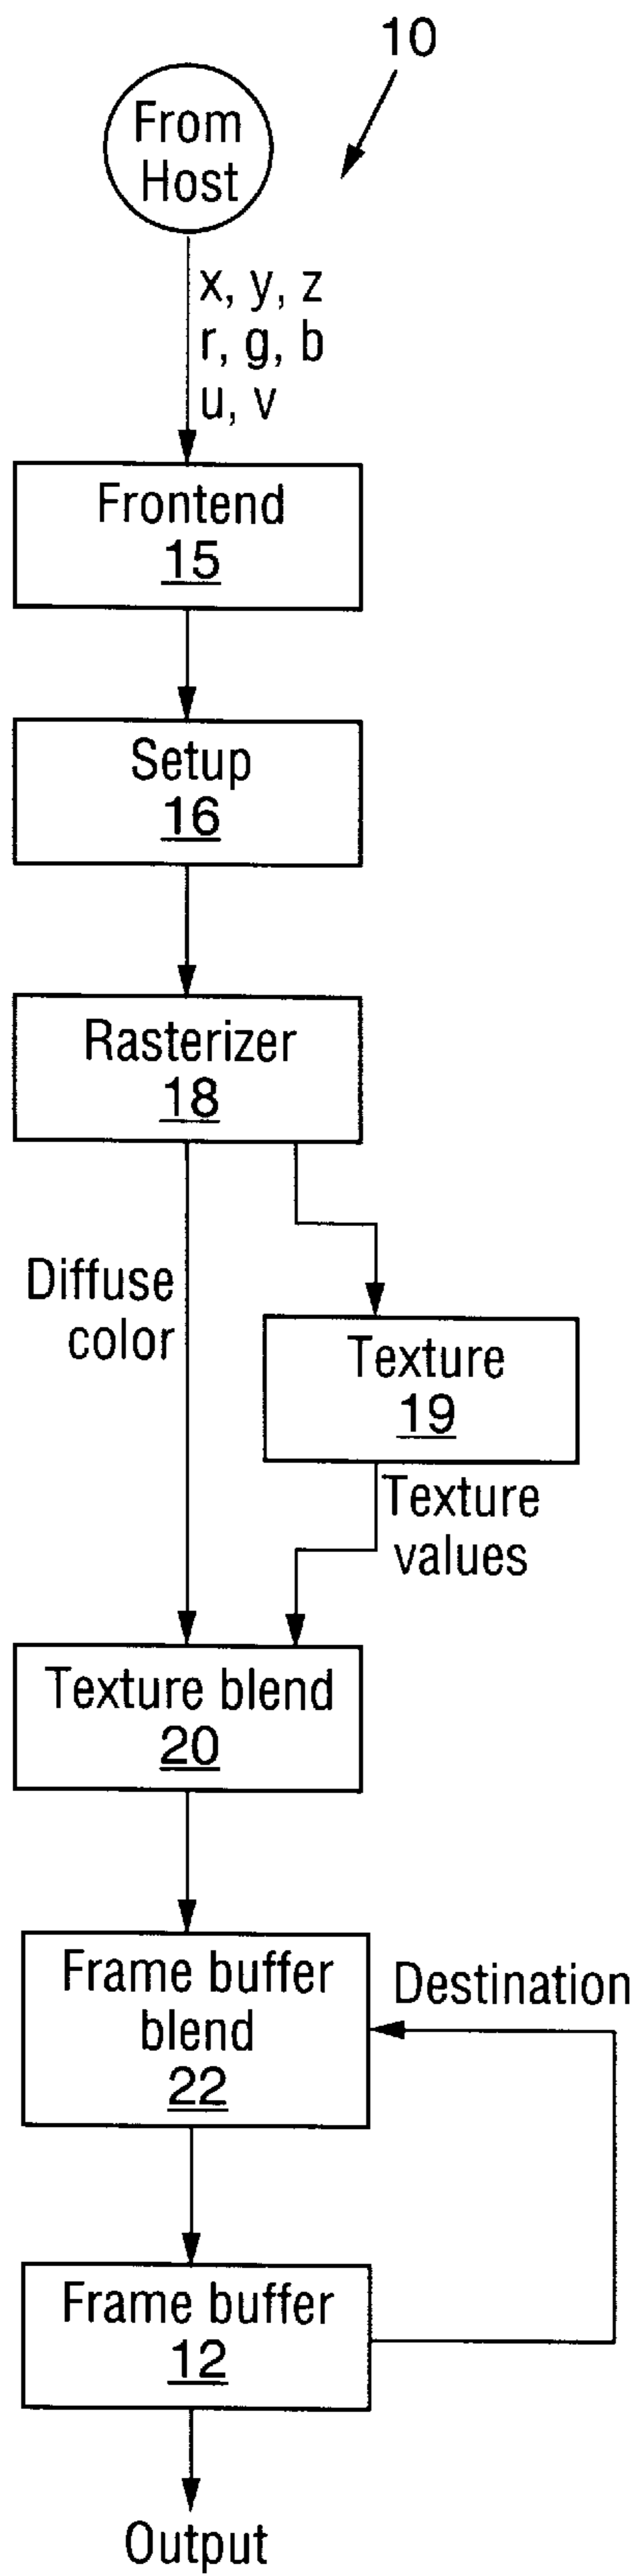 10
From
Host
x, y, z
r, g, b
u, v
Frontend
15
Setup
16
Rasterizer
18
Diffuse
color
Texture
19
Texture
values
Texture blend
20
Frame buffer
blend
22
Destination
Frame buffer
12
Output